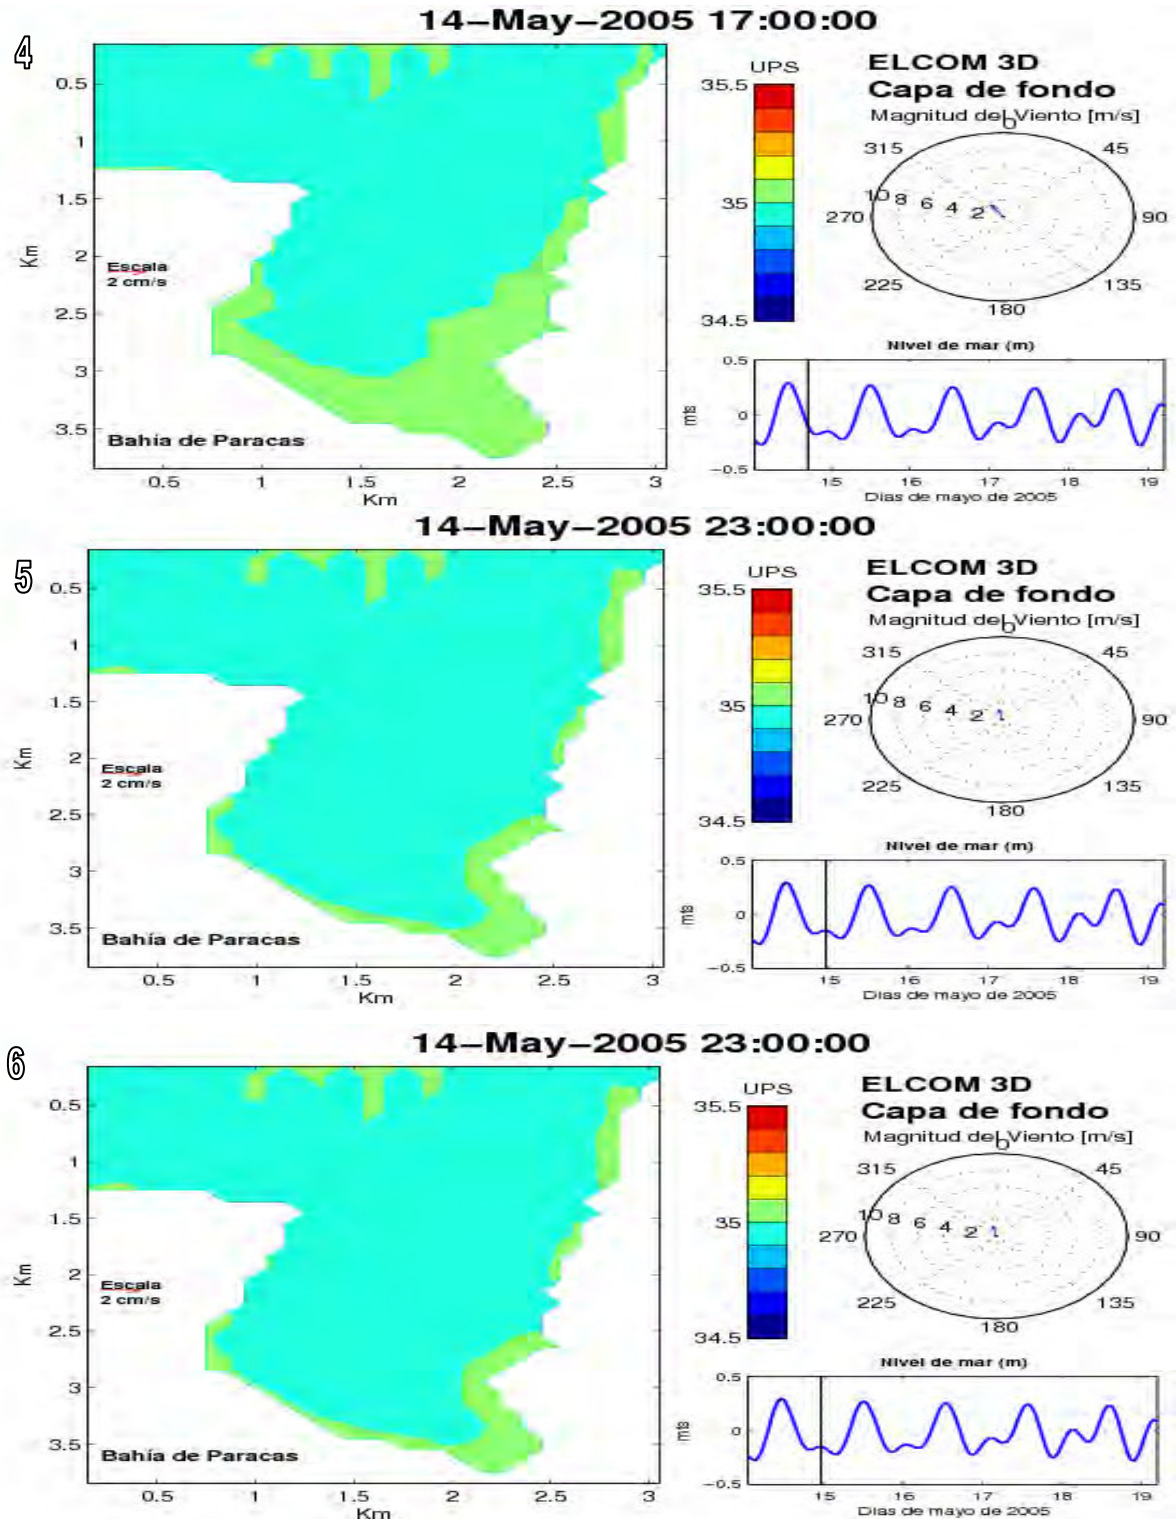 4
14-May-2005 17:00:00
0.5
1
1.5
2
2.5
3
3.5
Km
Escala
2 cm/s
Bahía de Paracas
0.5 1 1.5 2 2.5 3
Km
UPS
35.5
35
34.5
ELCOM 3D
Capa de fondo
Magnitud del Viento [m/s]
0
315 45
10 8 6 4 2
270 90
225 135
180
Nivel de mar (m)
0.5
0
-0.5
mts
15 16 17 18 19
Dias de mayo de 2005
5
14-May-2005 23:00:00
0.5
1
1.5
2
2.5
3
3.5
Km
Escala
2 cm/s
Bahía de Paracas
0.5 1 1.5 2 2.5 3
Km
UPS
35.5
35
34.5
ELCOM 3D
Capa de fondo
Magnitud del Viento [m/s]
0
315 45
10 8 6 4 2
270 90
225 135
180
Nivel de mar (m)
0.5
0
-0.5
mts
15 16 17 18 19
Dias de mayo de 2005
6
14-May-2005 23:00:00
0.5
1
1.5
2
2.5
3
3.5
Km
Escala
2 cm/s
Bahía de Paracas
0.5 1 1.5 2 2.5 3
Km
UPS
35.5
35
34.5
ELCOM 3D
Capa de fondo
Magnitud del Viento [m/s]
0
315 45
10 8 6 4 2
270 90
225 135
180
Nivel de mar (m)
0.5
0
-0.5
mts
15 16 17 18 19
Dias de mayo de 2005